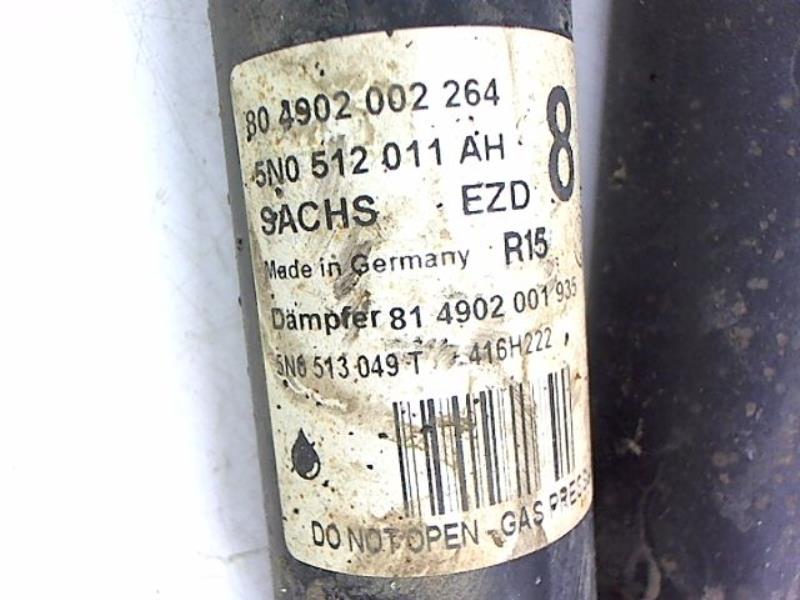 80 4902 002 264
5N0 512 011 AH 8
SACHS EZD
Made in Germany R15
Dämpfer 81 4902 001 935
5N0 513 049 T 416H222
DO NOT OPEN - GAS